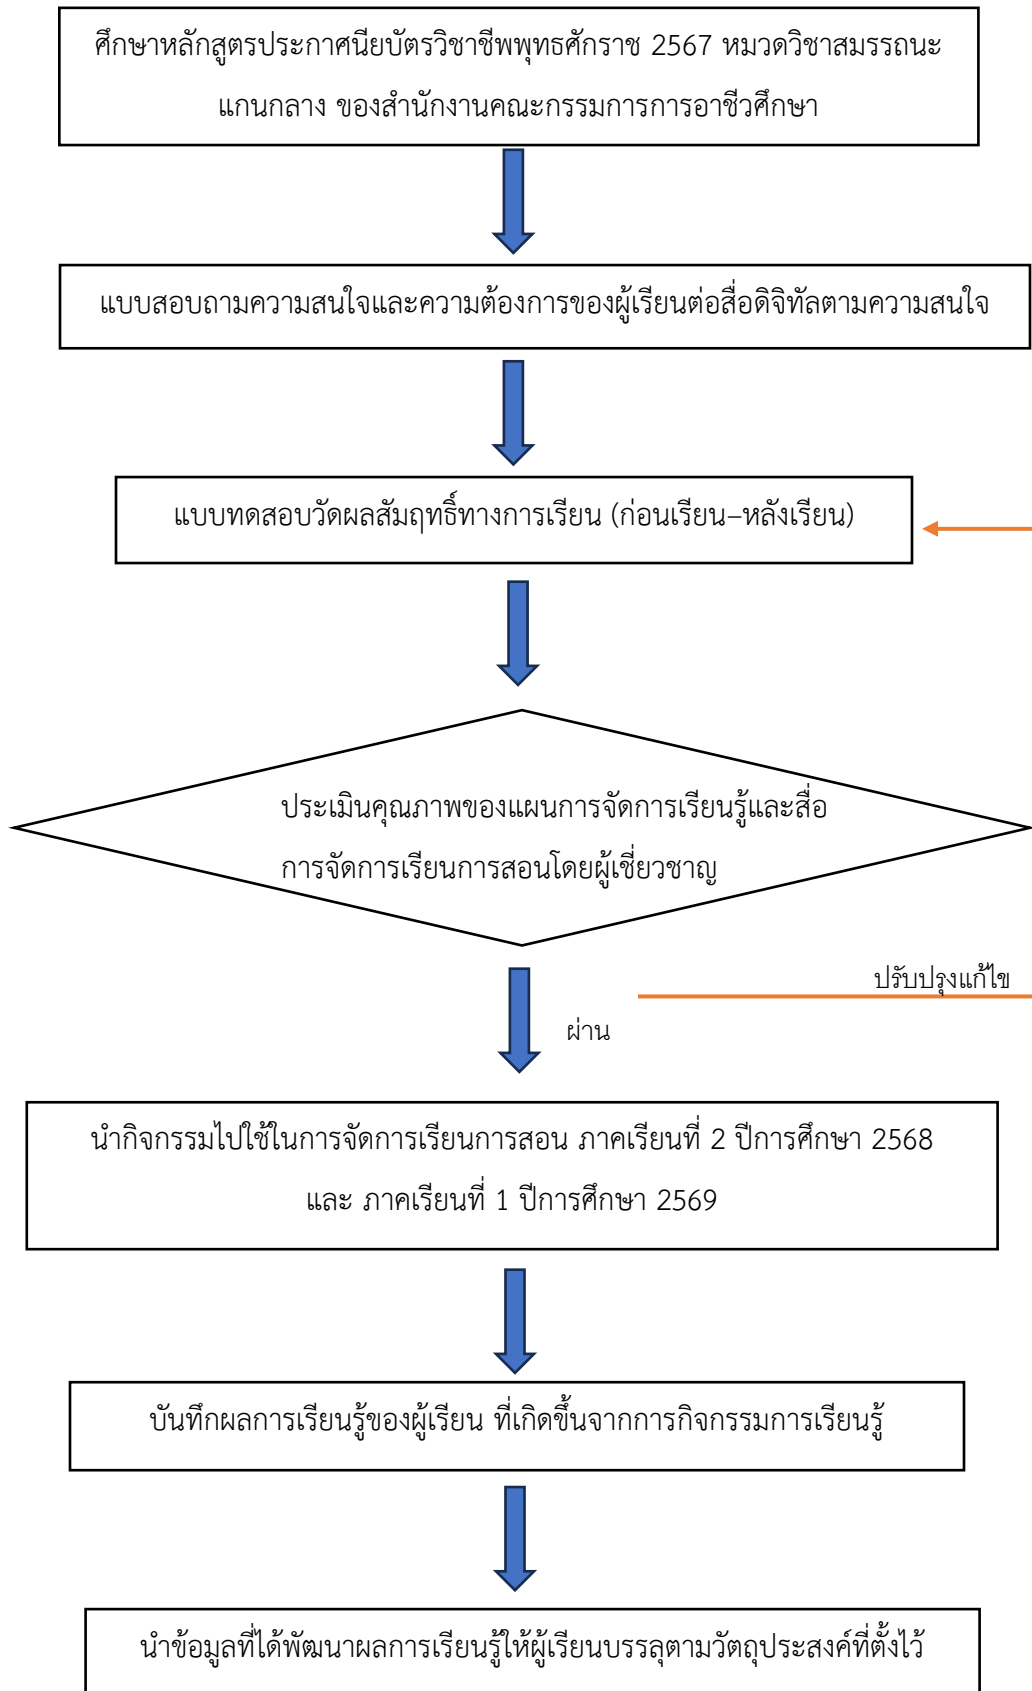 ศึกษาหลักสูตรประกาศนียบัตรวิชาชีพพุทธศักราช 2567 หมวดวิชาสมรรถนะ
แกนกลาง ของสำนักงานคณะกรรมการการอาชีวศึกษา
แบบสอบถามความสนใจและความต้องการของผู้เรียนต่อสื่อดิจิทัลตามความสนใจ
แบบทดสอบวัดผลสัมฤทธิ์ทางการเรียน (ก่อนเรียน–หลังเรียน)
ประเมินคุณภาพของแผนการจัดการเรียนรู้และสื่อ
การจัดการเรียนการสอนโดยผู้เชี่ยวชาญ
ปรับปรุงแก้ไข
ผ่าน
นำกิจกรรมไปใช้ในการจัดการเรียนการสอน ภาคเรียนที่ 2 ปีการศึกษา 2568
และ ภาคเรียนที่ 1 ปีการศึกษา 2569
บันทึกผลการเรียนรู้ของผู้เรียน ที่เกิดขึ้นจากการกิจกรรมการเรียนรู้
นำข้อมูลที่ได้พัฒนาผลการเรียนรู้ให้ผู้เรียนบรรลุตามวัตถุประสงค์ที่ตั้งไว้